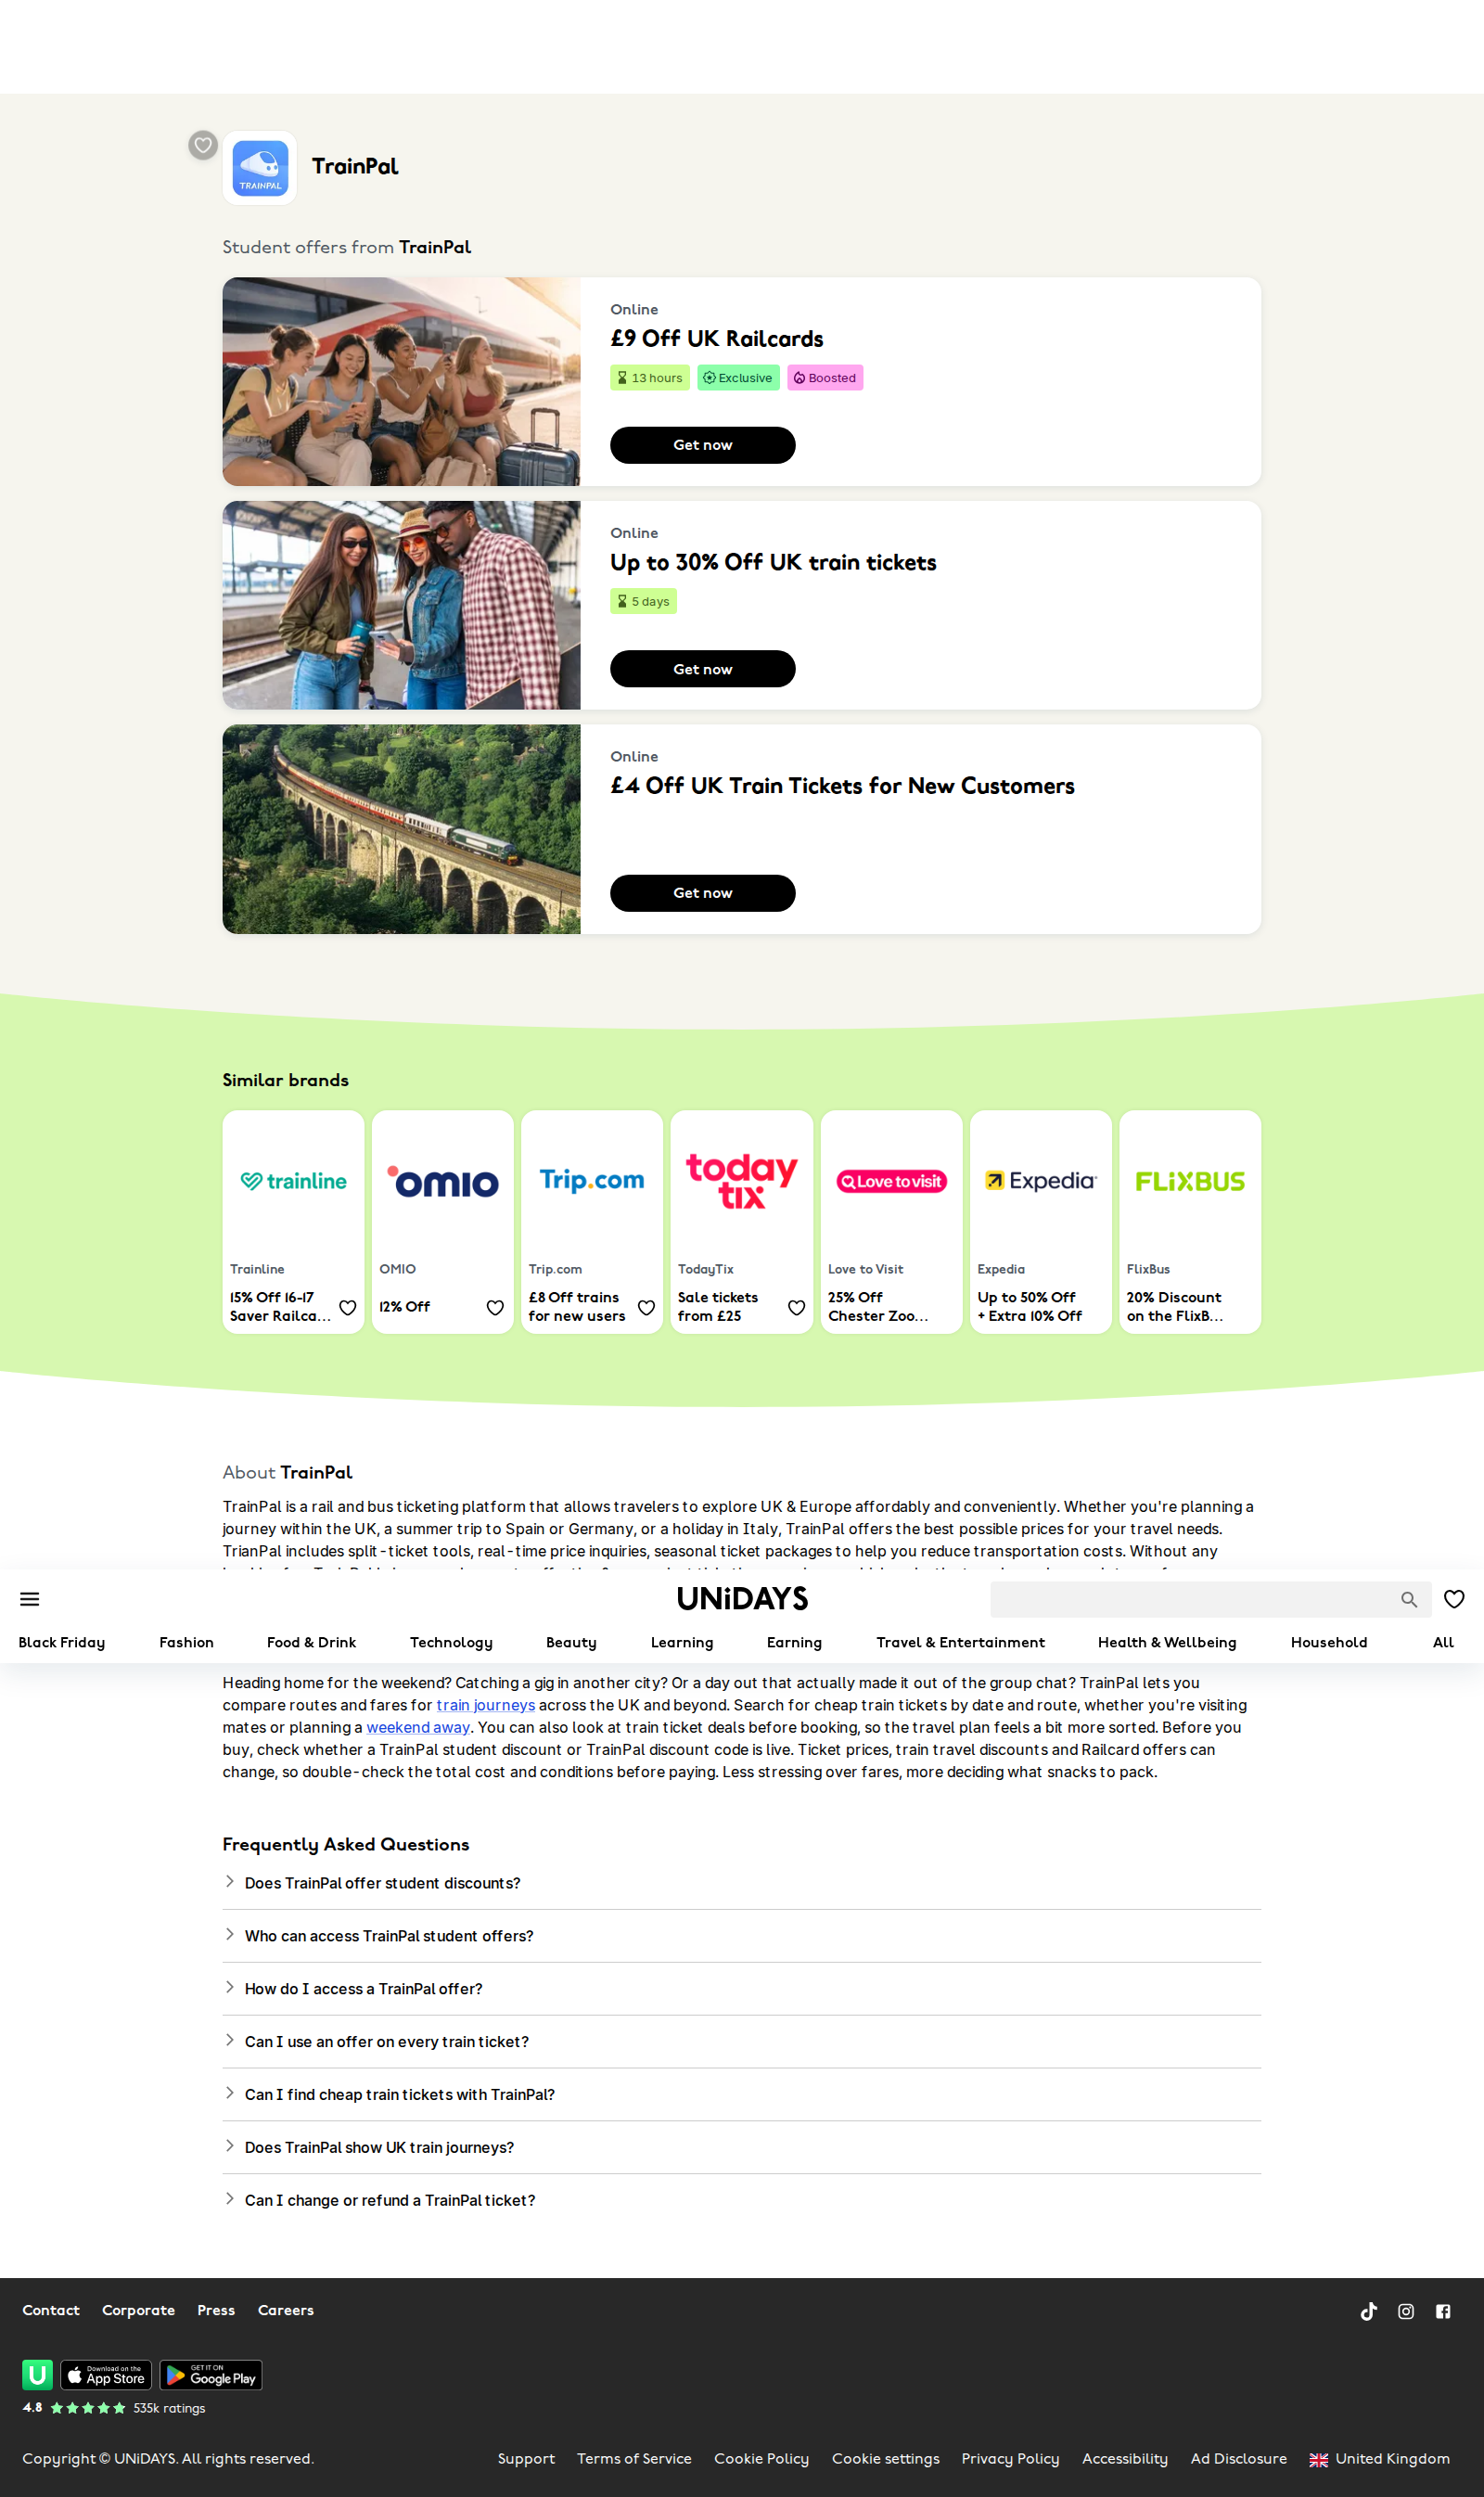 TRAINPAL
TrainPal
Student offers from TrainPal
Online
£9 Off UK Railcards
13 hours
Exclusive
Boosted
Get now
Online
Up to 30% Off UK train tickets
5 days
Get now
Online
£4 Off UK Train Tickets for New Customers
Get now
Similar brands
trainline
Trainline
15% Off 16-17
Saver Railca...
OMIO
OMIO
12% Off
Trip.com
Trip.com
£8 Off trains
for new users
today
tix
TodayTix
Sale tickets
from £25
Love to visit
Love to Visit
25% Off
Chester Zoo...
Expedia
Expedia
Up to 50% Off
+ Extra 10% Off
FLiXBUS
FlixBus
20% Discount
on the FlixB...
About TrainPal
TrainPal is a rail and bus ticketing platform that allows travelers to explore UK & Europe affordably and conveniently. Whether you're planning a
journey within the UK, a summer trip to Spain or Germany, or a holiday in Italy, TrainPal offers the best possible prices for your travel needs.
TrianPal includes split-ticket tools, real-time price inquiries, seasonal ticket packages to help you reduce transportation costs. Without any
UNiDAYS
Black Friday
Fashion
Food & Drink
Technology
Beauty
Learning
Earning
Travel & Entertainment
Health & Wellbeing
Household
All
Heading home for the weekend? Catching a gig in another city? Or a day out that actually made it out of the group chat? TrainPal lets you
compare routes and fares for train journeys across the UK and beyond. Search for cheap train tickets by date and route, whether you're visiting
mates or planning a weekend away. You can also look at train ticket deals before booking, so the travel plan feels a bit more sorted. Before you
buy, check whether a TrainPal student discount or TrainPal discount code is live. Ticket prices, train travel discounts and Railcard offers can
change, so double-check the total cost and conditions before paying. Less stressing over fares, more deciding what snacks to pack.
Frequently Asked Questions
Does TrainPal offer student discounts?
Who can access TrainPal student offers?
How do I access a TrainPal offer?
Can I use an offer on every train ticket?
Can I find cheap train tickets with TrainPal?
Does TrainPal show UK train journeys?
Can I change or refund a TrainPal ticket?
Contact
Corporate
Press
Careers
U
Download on the
App Store
GET IT ON
Google Play
4.8
535k ratings
Copyright © UNiDAYS. All rights reserved.
Support
Terms of Service
Cookie Policy
Cookie settings
Privacy Policy
Accessibility
Ad Disclosure
United Kingdom